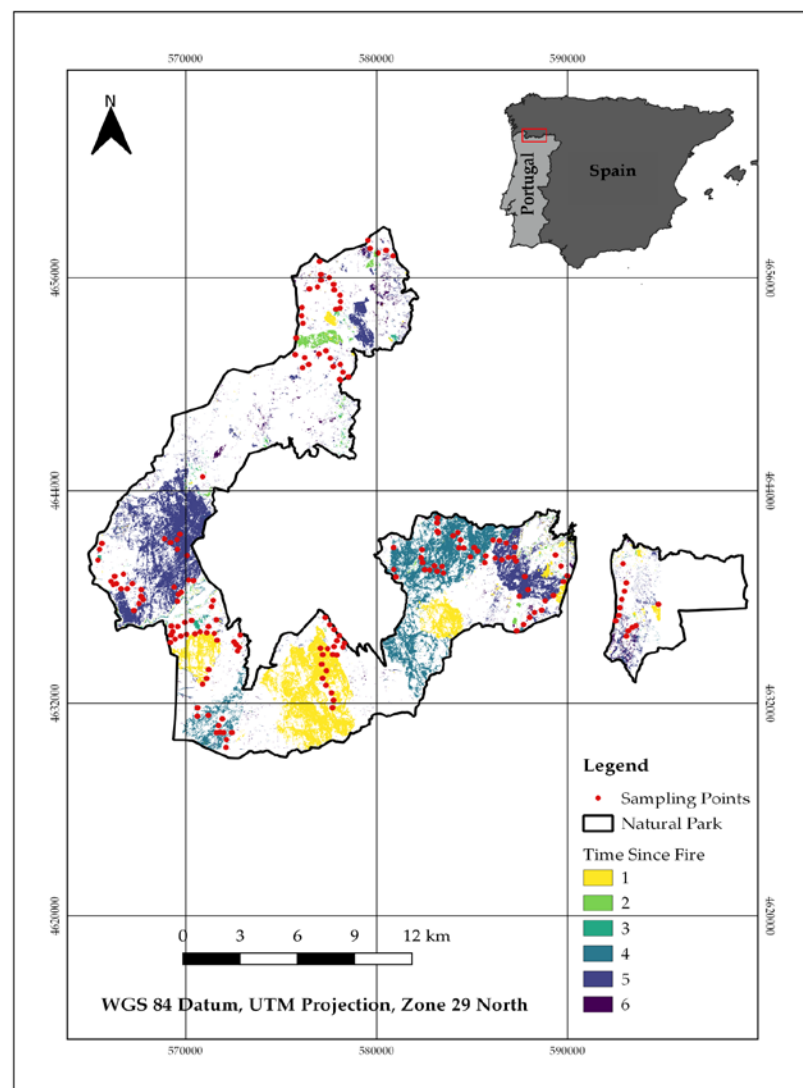 570000 580000 590000
N
Spain
Portugal
4656000 4656000
4644000 4644000
4632000 4632000
Legend
Sampling Points
Natural Park
Time Since Fire
1
2
3
4
5
6
4620000 4620000
0 3 6 9 12 km
WGS 84 Datum, UTM Projection, Zone 29 North
570000 580000 590000